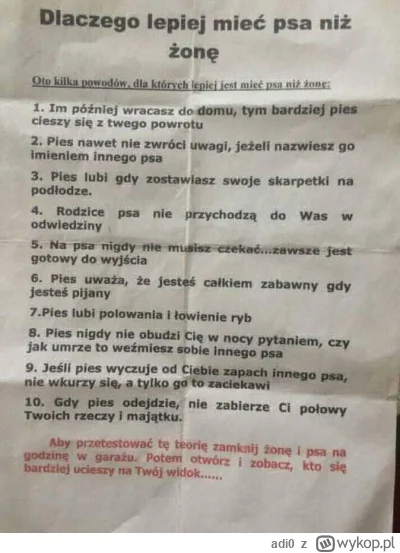 Dlaczego lepiej mieć psa niż
żonę
Oto kilka powodów, dla których lepiej jest mieć psa niż żonę:
1. Im później wracasz do domu, tym bardziej pies
cieszy się z twego powrotu
2. Pies nawet nie zwróci uwagi, jeżeli nazwiesz go
imieniem innego psa
3. Pies lubi gdy zostawiasz swoje skarpetki na
podłodze.
4. Rodzice psa nie przychodzą do Was w
odwiedziny
5. Na psa nigdy nie musisz czekać...zawsze jest
gotowy do wyjścia
6. Pies uważa, że jesteś całkiem zabawny gdy
jesteś pijany
7.Pies lubi polowania i łowienie ryb
8. Pies nigdy nie obudzi Cię w nocy pytaniem, czy
jak umrze to weźmiesz sobie innego psa
9. Jeśli pies wyczuje od Ciebie zapach innego psa,
nie wkurzy się, a tylko go to zaciekawi
10. Gdy pies odejdzie, nie zabierze Ci połowy
Twoich rzeczy i majątku.
Aby przetestować tę teorię zamknij żonę i psa na
godzinę w garażu. Potem otwórz i zobacz, kto się
bardziej ucieszy na Twój widok......
adi0 z wykop.pl